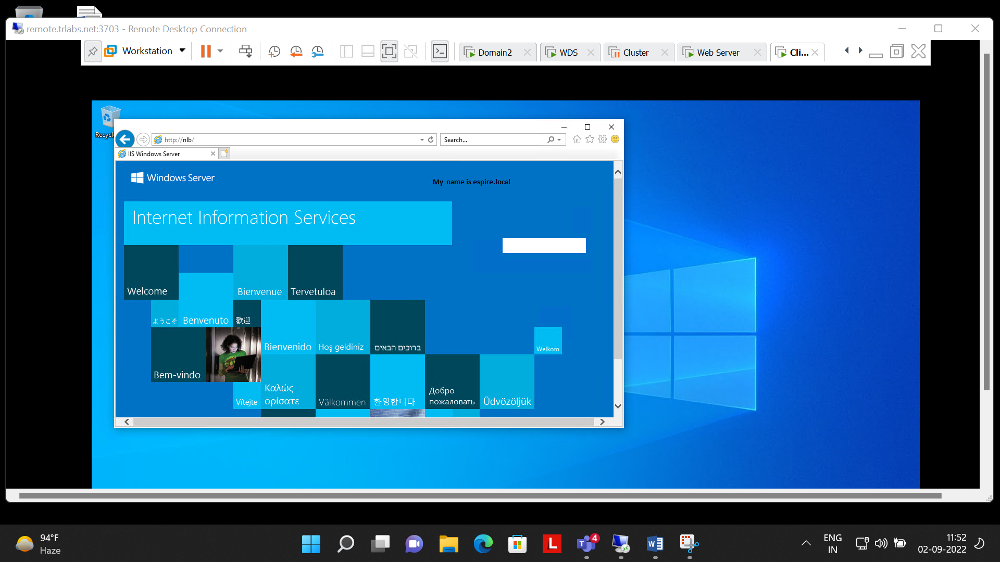 remote.trlabs.net:3703 - Remote Desktop Connection
Workstation
Domain2
WDS
Cluster
Web Server
Cli...
http://nlb/
Search...
IIS Windows Server
Windows Server
My name is espire.local
Internet Information Services
Welcome
Bienvenue
Tervetuloa
ようこそ
Benvenuto
歡迎
Bienvenido
Hoş geldiniz
ברוכים הבאים
Welkom
Bem-vindo
Vítejte
Καλώς
ορίσατε
Välkommen
환영합니다
Добро
пожаловать
Üdvözöljük
94°F
Haze
L
T
4
W
ENG
IN
11:52
02-09-2022